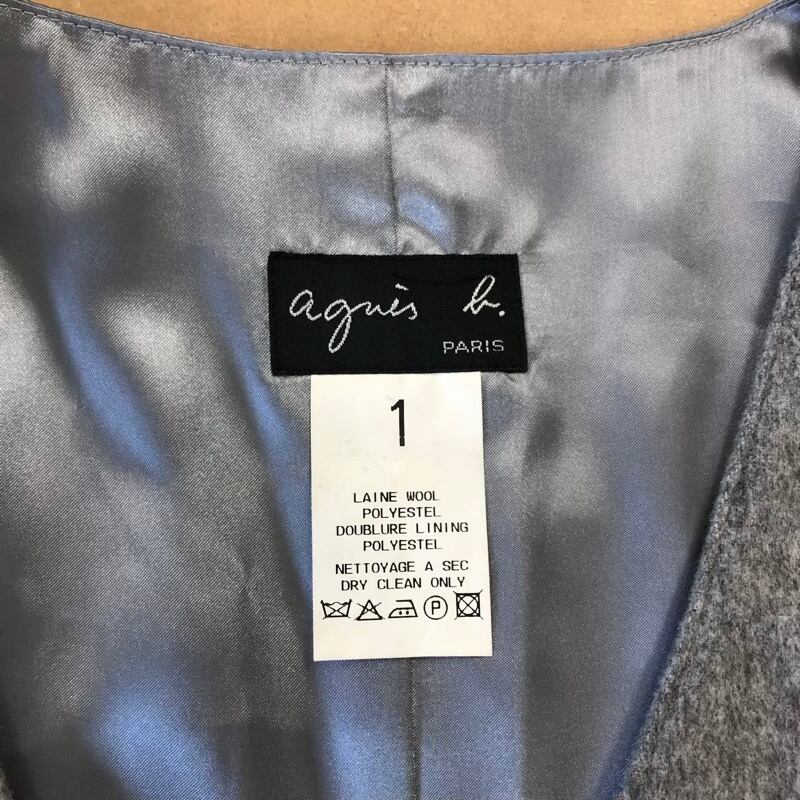 agnès b.
PARIS
1
LAINE WOOL
POLYESTEL
DOUBLURE LINING
POLYESTEL
NETTOYAGE A SEC
DRY CLEAN ONLY
P